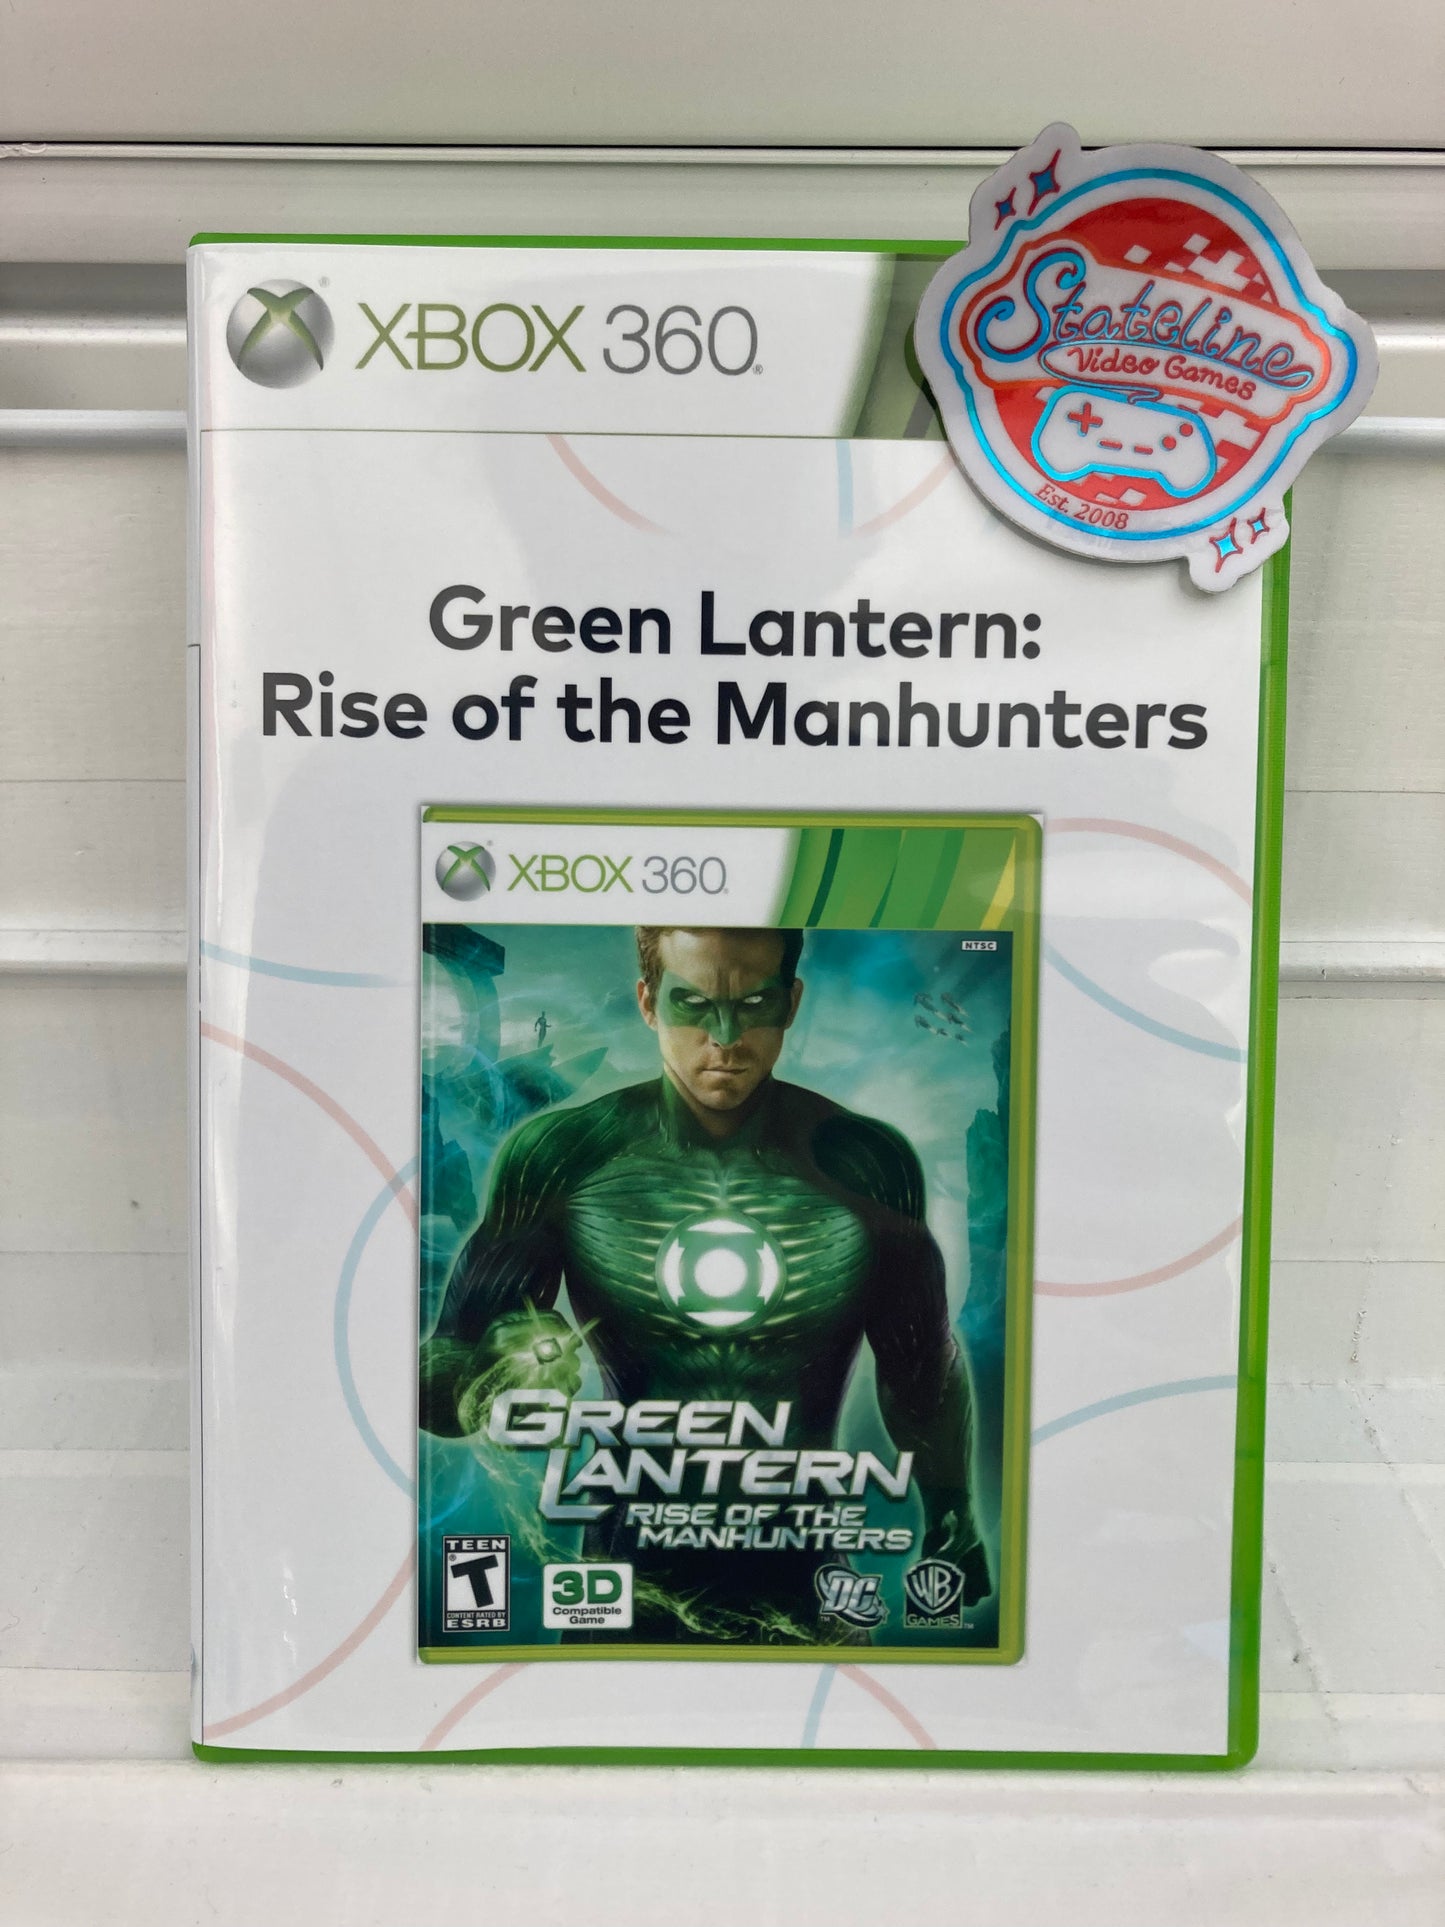 XBOX 360
Stateline
Video Games
Est. 2008
Green Lantern:
Rise of the Manhunters
XBOX 360
NTSC
GREEN
LANTERN
RISE OF THE
MANHUNTERS
TEEN
T
CONTENT RATED BY
ESRB
3D
Compatible
Game
DC
WB
GAMES